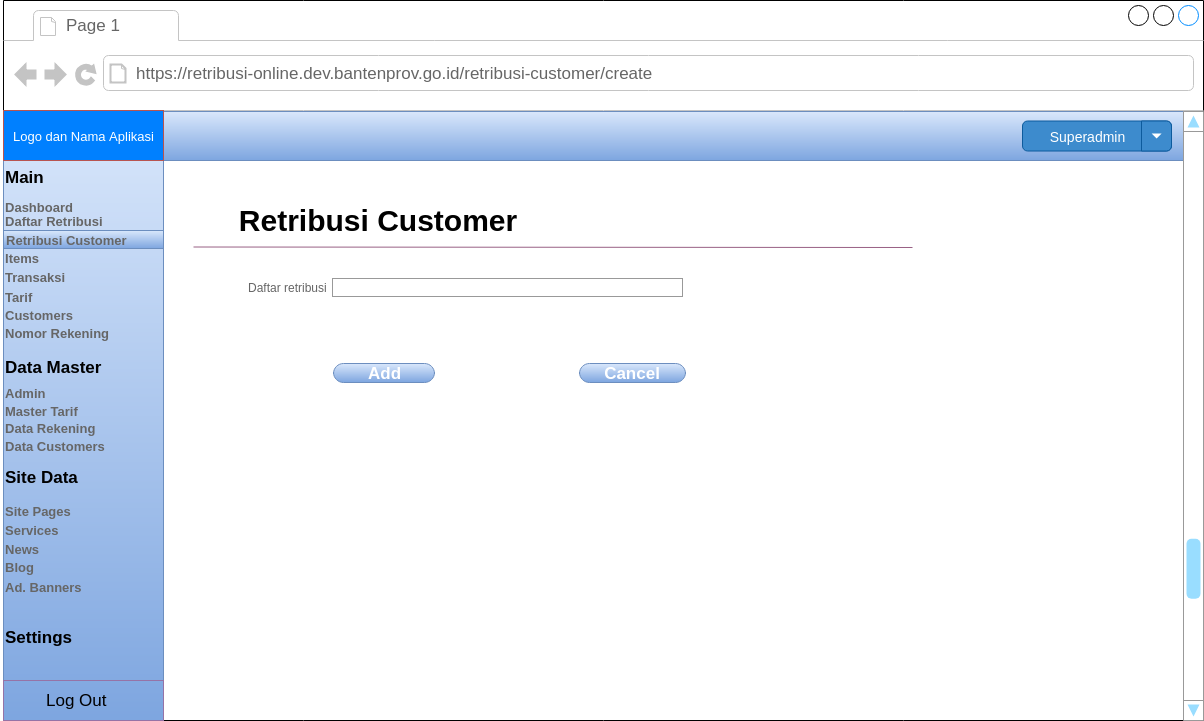 Page 1
https://retribusi-online.dev.bantenprov.go.id/retribusi-customer/create
Logo dan Nama Aplikasi
Superadmin
Main
Dashboard
Daftar Retribusi
Retribusi Customer
Items
Transaksi
Tarif
Customers
Nomor Rekening
Data Master
Admin
Master Tarif
Data Rekening
Data Customers
Site Data
Site Pages
Services
News
Blog
Ad. Banners
Settings
Log Out
Retribusi Customer
Daftar retribusi
Add
Cancel